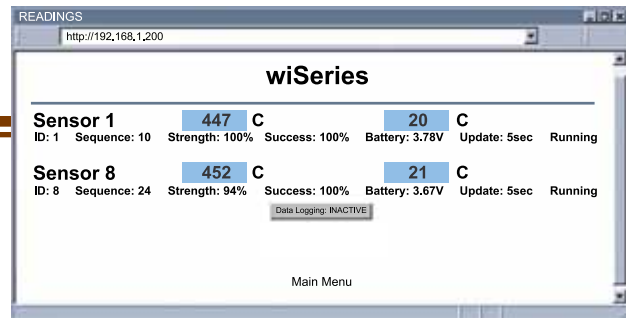 READINGS
http://192.168.1.200
wiSeries
Sensor 1 447 C 20 C
ID: 1 Sequence: 10 Strength: 100% Success: 100% Battery: 3.78V Update: 5sec Running
Sensor 8 452 C 21 C
ID: 8 Sequence: 24 Strength: 94% Success: 100% Battery: 3.67V Update: 5sec Running
Data Logging: INACTIVE
Main Menu